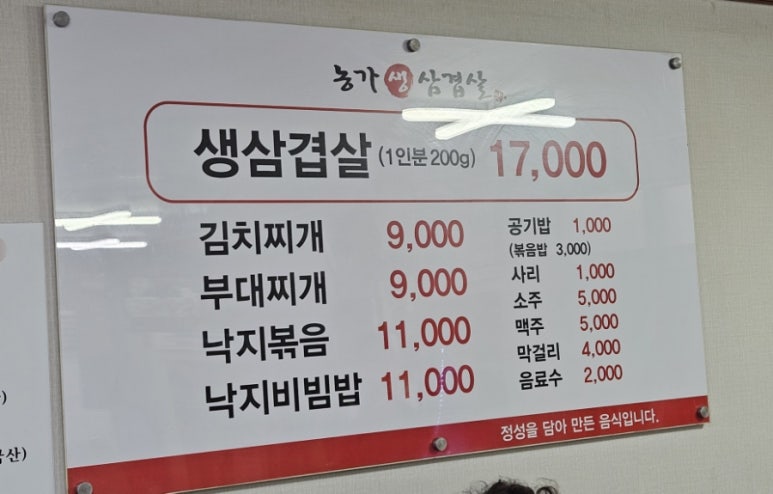 농가 생 삼겹살
생삼겹살 (1인분 200g) 17,000
김치찌개 9,000
부대찌개 9,000
낙지볶음 11,000
낙지비빔밥 11,000
공기밥 1,000
(볶음밥 3,000)
사리 1,000
소주 5,000
맥주 5,000
막걸리 4,000
음료수 2,000
정성을 담아 만든 음식입니다.